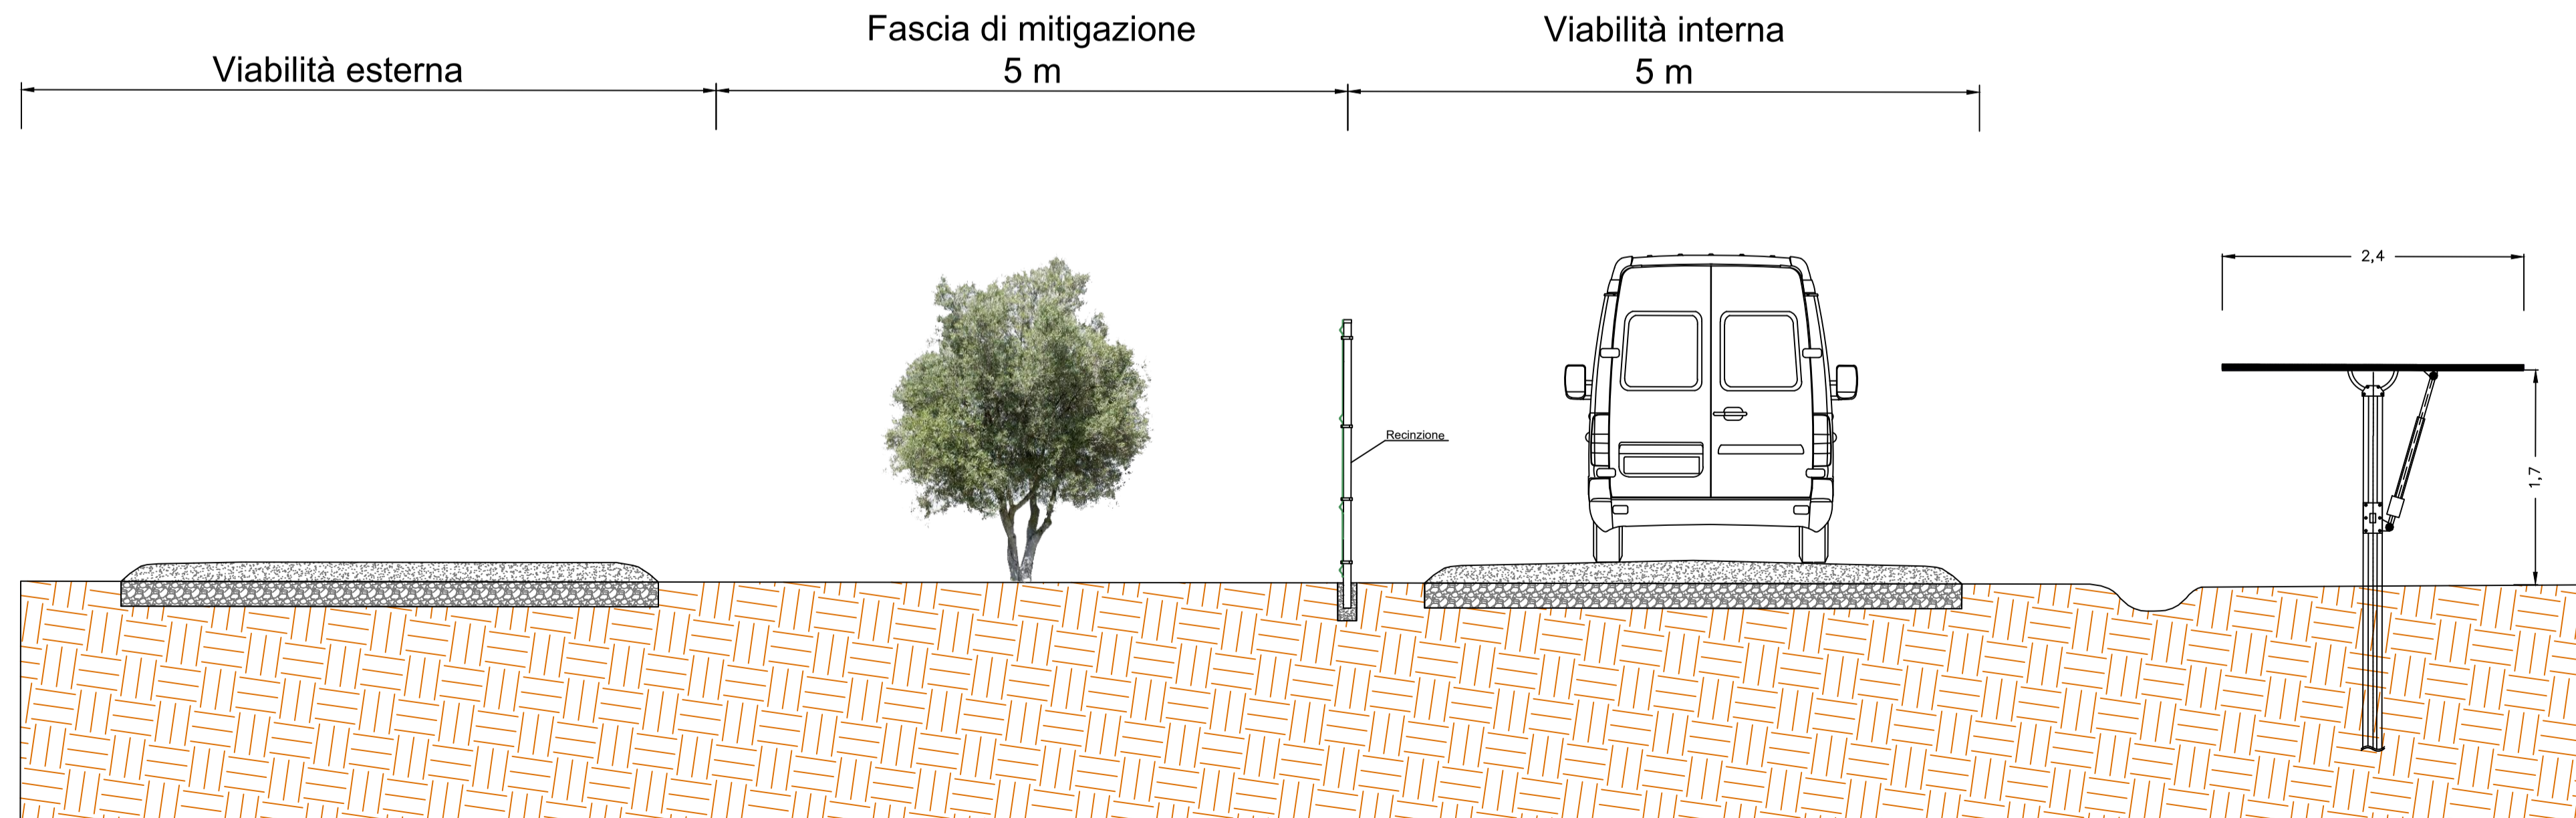 Viabilità esterna
Fascia di mitigazione
5 m
Viabilità interna
5 m
2,4
Recinzione
1,7